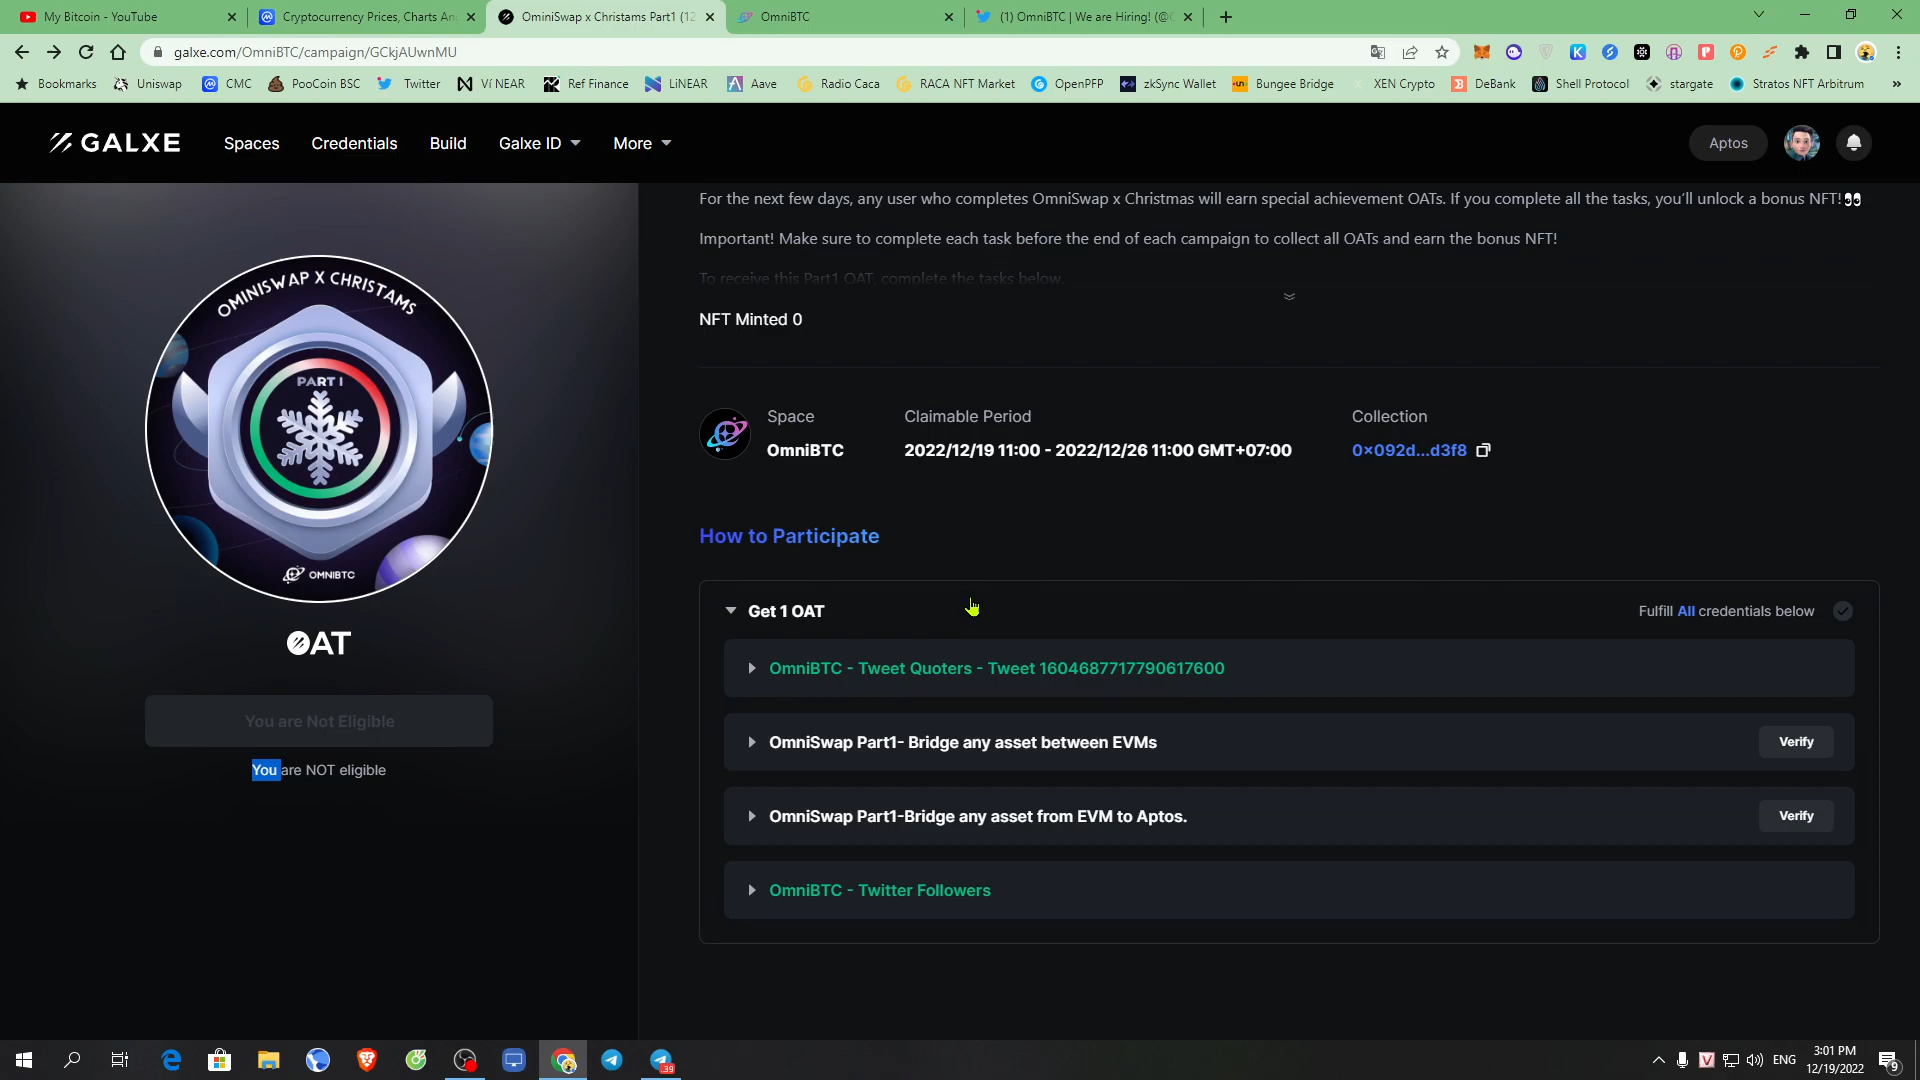 My Bitcoin - YouTube
Cryptocurrency Prices, Charts An
OminiSwap x Christams Part1 (12
OmniBTC
(1) OmniBTC | We are Hiring! (@C
galxe.com/OmniBTC/campaign/GCkjAUwnMU
Bookmarks
Uniswap
CMC
PooCoin BSC
Twitter
Ví NEAR
Ref Finance
LiNEAR
Aave
Radio Caca
RACA NFT Market
OpenPFP
zkSync Wallet
Bungee Bridge
XEN Crypto
DeBank
Shell Protocol
stargate
Stratos NFT Arbitrum
GALXE
Spaces
Credentials
Build
Galxe ID
More
Aptos
For the next few days, any user who completes OmniSwap x Christmas will earn special achievement OATs. If you complete all the tasks, you'll unlock a bonus NFT!👀
Important! Make sure to complete each task before the end of each campaign to collect all OATs and earn the bonus NFT!
To receive this Part1 OAT, complete the tasks below.
NFT Minted 0
Space
OmniBTC
Claimable Period
2022/12/19 11:00 - 2022/12/26 11:00 GMT+07:00
Collection
0x092d...d3f8
How to Participate
Get 1 OAT
Fulfill All credentials below
OmniBTC - Tweet Quoters - Tweet 1604687717790617600
OmniSwap Part1- Bridge any asset between EVMs
Verify
OmniSwap Part1-Bridge any asset from EVM to Aptos.
Verify
OmniBTC - Twitter Followers
OMINISWAP X CHRISTAMS
PART I
OMNIBTC
OAT
You are Not Eligible
You are NOT eligible
39
ENG
3:01 PM
12/19/2022
9